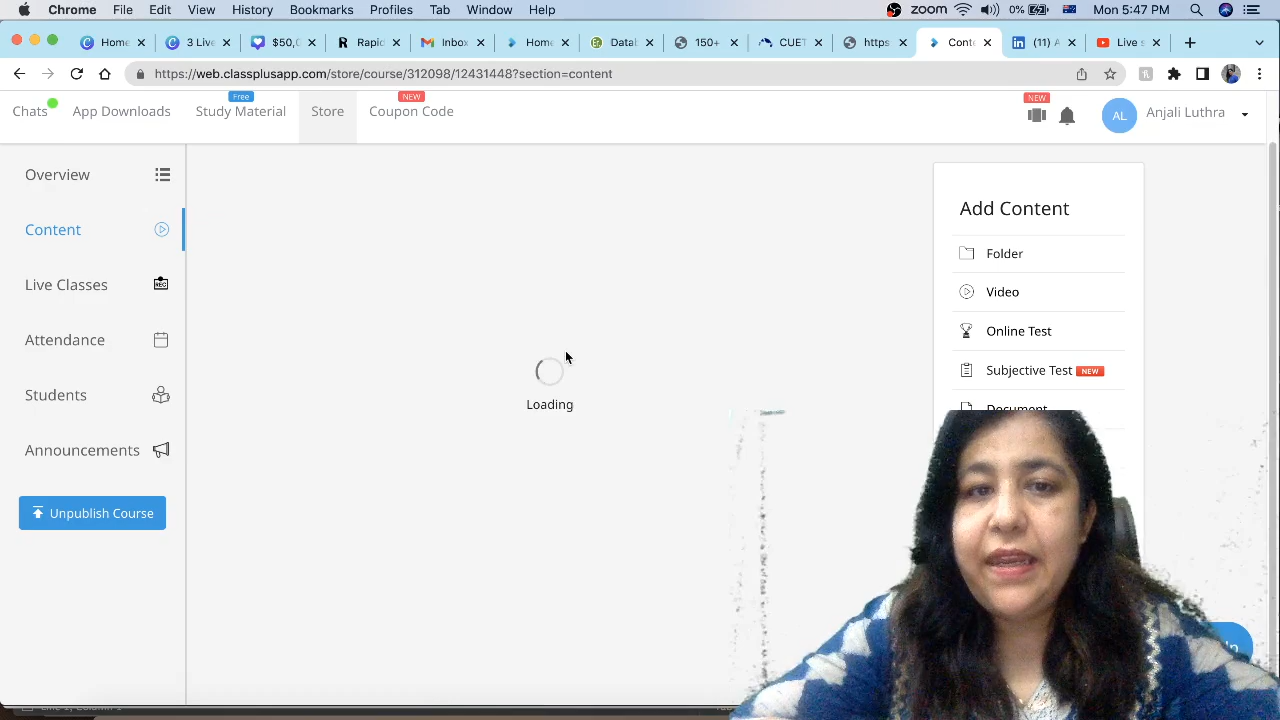 Chrome File Edit View History Bookmarks Profiles Tab Window Help
zoom 0% Mon 5:47 PM
Home 3 Live $50, Rapid Inbox Home Datab 150+ CUET https Conte (11) A Live s
https://web.classplusapp.com/store/course/312098/12431448?section=content
Free NEW NEW
Chats App Downloads Study Material Store Coupon Code AL Anjali Luthra
Overview
Content
Live Classes
REC
Attendance
Students
Announcements
Unpublish Course
Loading
Add Content
Folder
Video
Online Test
Subjective Test NEW
Document